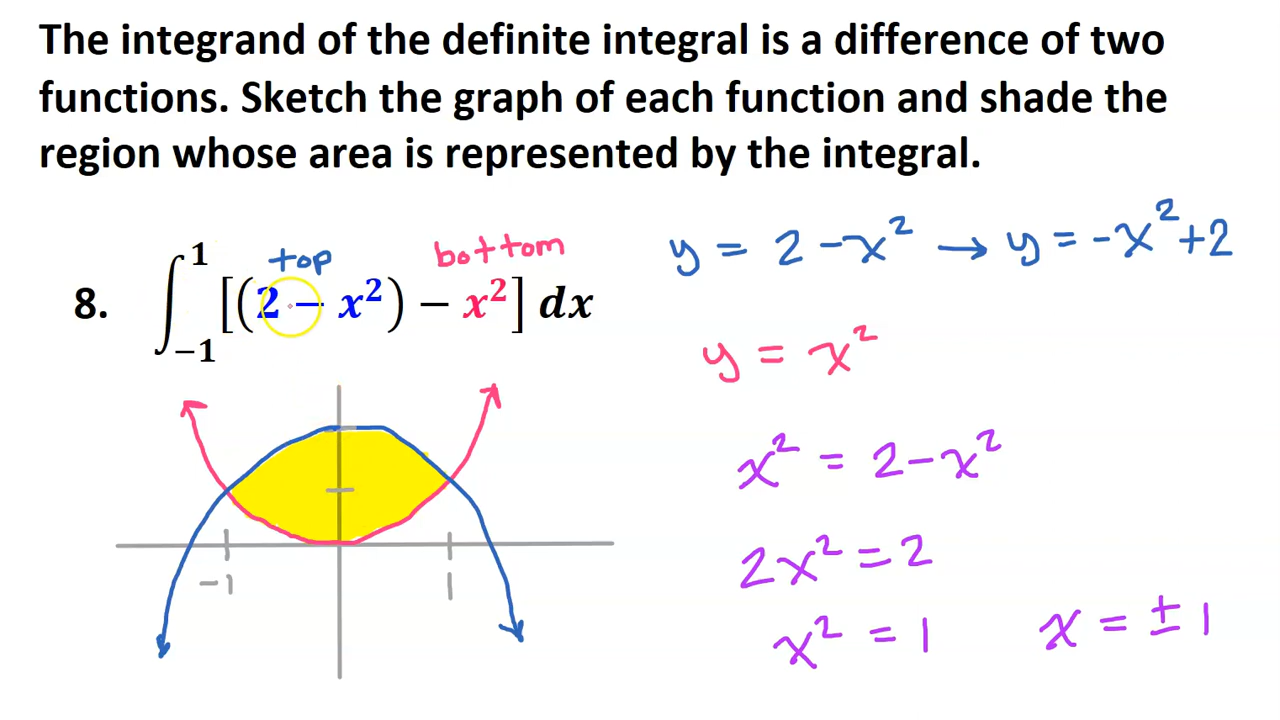 The integrand of the definite integral is a difference of two
functions. Sketch the graph of each function and shade the
region whose area is represented by the integral.
top
bottom
8. ∫₋₁¹ [(2 − x²) − x²] dx
y = 2 - x² → y = -x² + 2
y = x²
x² = 2 - x²
2x² = 2
x² = 1
x = ± 1
-1
1